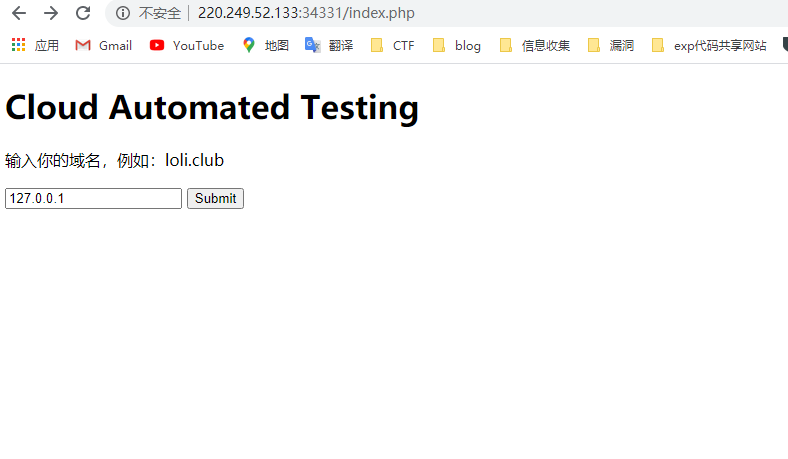 不安全 | 220.249.52.133:34331/index.php
应用 Gmail YouTube 地图 翻译 CTF blog 信息收集 漏洞 exp代码共享网站
Cloud Automated Testing
输入你的域名，例如：loli.club
127.0.0.1 Submit